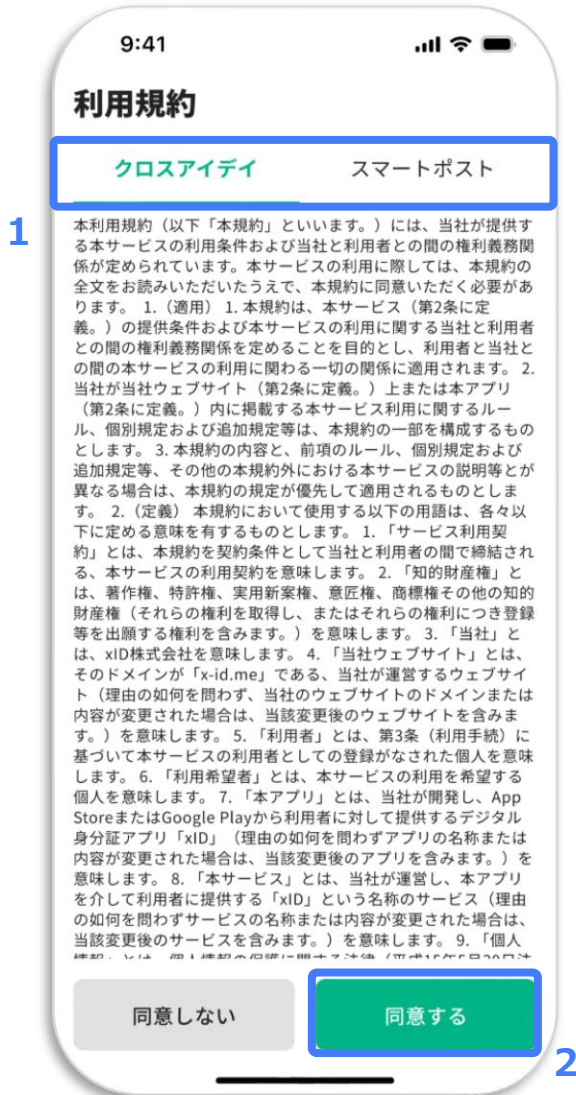 9:41
利用規約
クロスアイデイ スマートポスト
1
本利用規約（以下「本規約」といいます。）には、当社が提供す
る本サービスの利用条件および当社と利用者との間の権利義務関
係が定められています。本サービスの利用に際しては、本規約の
全文をお読みいただいたうえで、本規約に同意いただく必要があ
ります。 1.（適用） 1. 本規約は、本サービス（第2条に定
義。）の提供条件および本サービスの利用に関する当社と利用者
との間の権利義務関係を定めることを目的とし、利用者と当社と
の間の本サービスの利用に関わる一切の関係に適用されます。 2.
当社が当社ウェブサイト（第2条に定義。）上または本アプリ
（第2条に定義。）内に掲載する本サービス利用に関するルー
ル、個別規定および追加規定等は、本規約の一部を構成するもの
とします。 3. 本規約の内容と、前項のルール、個別規定および
追加規定等、その他の本規約外における本サービスの説明等とが
異なる場合は、本規約の規定が優先して適用されるものとしま
す。 2.（定義） 本規約において使用する以下の用語は、各々以
下に定める意味を有するものとします。 1. 「サービス利用契
約」とは、本規約を契約条件として当社と利用者の間で締結され
る、本サービスの利用契約を意味します。 2. 「知的財産権」と
は、著作権、特許権、実用新案権、意匠権、商標権その他の知的
財産権（それらの権利を取得し、またはそれらの権利につき登録
等を出願する権利を含みます。）を意味します。 3. 「当社」と
は、xID株式会社を意味します。 4. 「当社ウェブサイト」とは、
そのドメインが「x-id.me」である、当社が運営するウェブサイ
ト（理由の如何を問わず、当社のウェブサイトのドメインまたは
内容が変更された場合は、当該変更後のウェブサイトを含みま
す。）を意味します。 5. 「利用者」とは、第3条（利用手続）に
基づいて本サービスの利用者としての登録がなされた個人を意味
します。 6. 「利用希望者」とは、本サービスの利用を希望する
個人を意味します。 7. 「本アプリ」とは、当社が開発し、App
StoreまたはGoogle Playから利用者に対して提供するデジタル
身分証アプリ「xID」（理由の如何を問わずアプリの名称または
内容が変更された場合は、当該変更後のアプリを含みます。）を
意味します。 8. 「本サービス」とは、当社が運営し、本アプリ
を介して利用者に提供する「xID」という名称のサービス（理由
の如何を問わずサービスの名称または内容が変更された場合は、
当該変更後のサービスを含みます。）を意味します。 9. 「個人
情報」とは、個人情報の保護に関する法律（平成15年5月30日法
同意しない 同意する
2